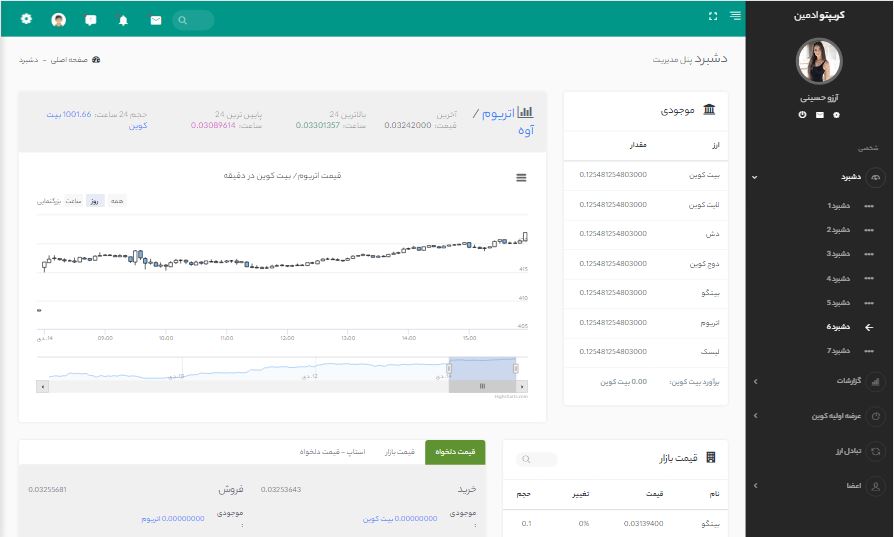 کریپتو ادمین
آرزو حسینی
شخصی
دشبرد
دشبرد1
دشبرد2
دشبرد3
دشبرد4
دشبرد5
دشبرد6
دشبرد7
گزارشات
عرضه اولیه کوین
تبادل ارز
اعضا
دشبرد پنل مدیریت
صفحه اصلی - دشبرد
موجودی
ارز مقدار
بیت کوین 0.125481254803000
لایت کوین 0.125481254803000
دش 0.125481254803000
دوج کوین 0.125481254803000
بیتگو 0.125481254803000
اتریوم 0.125481254803000
لیسک 0.125481254803000
برآورد بیت کوین: 0.00 بیت کوین
اتریوم / آوه
آخرین قیمت: 0.03242000
بالاترین 24 ساعت: 0.03301357
پایین ترین 24 ساعت: 0.03089614
حجم 24 ساعت: 1001.66 بیت کوین
قیمت اتریوم/ بیت کوین در دقیقه
بزرگنمایی ساعت روز همه
415
410
405
14. دی 09:00 10:00 11:00 12:00 13:00 14:00 15:00
12. دی
Highcharts.com
قیمت بازار
نام قیمت تغییر حجم
بیتگو 0.03139400 0% 0.1
قیمت دلخواه قیمت بازار استاپ - قیمت دلخواه
خرید 0.03253643
موجودی : 0.00000000 بیت کوین
فروش 0.03255681
موجودی : 0.00000000 اتریوم